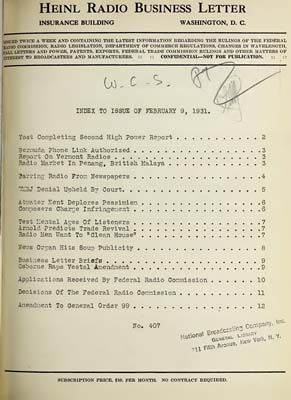 HEINL RADIO BUSINESS LETTER
INSURANCE BUILDING WASHINGTON, D. C.
ISSUED TWICE A WEEK AND CONTAINING THE LATEST INFORMATION REGARDING THE RULINGS OF THE FEDERAL
RADIO COMMISSION, RADIO LEGISLATION, DEPARTMENT OF COMMERCE REGULATIONS, CHANGES IN WAVELENGTH,
CALL LETTERS AND POWER, PATENTS, REPORTS, FEDERAL TRADE COMMISSION RULINGS AND OTHER MATTERS OF
INTEREST TO BROADCASTERS AND MANUFACTURERS. :: :: CONFIDENTIAL—NOT FOR PUBLICATION. :: ::
W.C.S.
INDEX TO ISSUE OF FEBRUARY 9, 1931.
Yost Completing Second High Power Report . . . . . . . . . . 2
Bermuda Phone Link Authorized . . . . . . . . . . 3
Report On Vermont Radios . . . . . . . . . . 3
Radio Market In Penang, British Malaya . . . . . . . . . . 3
Barring Radio From Newspapers . . . . . . . . . . 4
Denial Upheld By Court . . . . . . . . . . 5
Atwater Kent Deplores Pessimism . . . . . . . . . . 6
Composers Charge Infringement . . . . . . . . . . 6
Test Mental Ages Of Listeners . . . . . . . . . . 7
Arnold Predicts Trade Revival . . . . . . . . . . 7
Radio Men Want To "Clean House" . . . . . . . . . . 7
News Organ Hits Soup Publicity . . . . . . . . . . 8
Business Letter Briefs . . . . . . . . . . 9
Osborne Raps Vestal Amendment . . . . . . . . . . 9
Applications Received By Federal Radio Commission . . . . . . . . . . 10
Decisions Of The Federal Radio Commission . . . . . . . . . . 11
Amendment To General Order 99 . . . . . . . . . . 12
No. 407
National Broadcasting Company, Inc.
GENERAL LIBRARY
711 Fifth Avenue, New York, N. Y.
SUBSCRIPTION PRICE, $10. PER MONTH. NO CONTRACT REQUIRED.